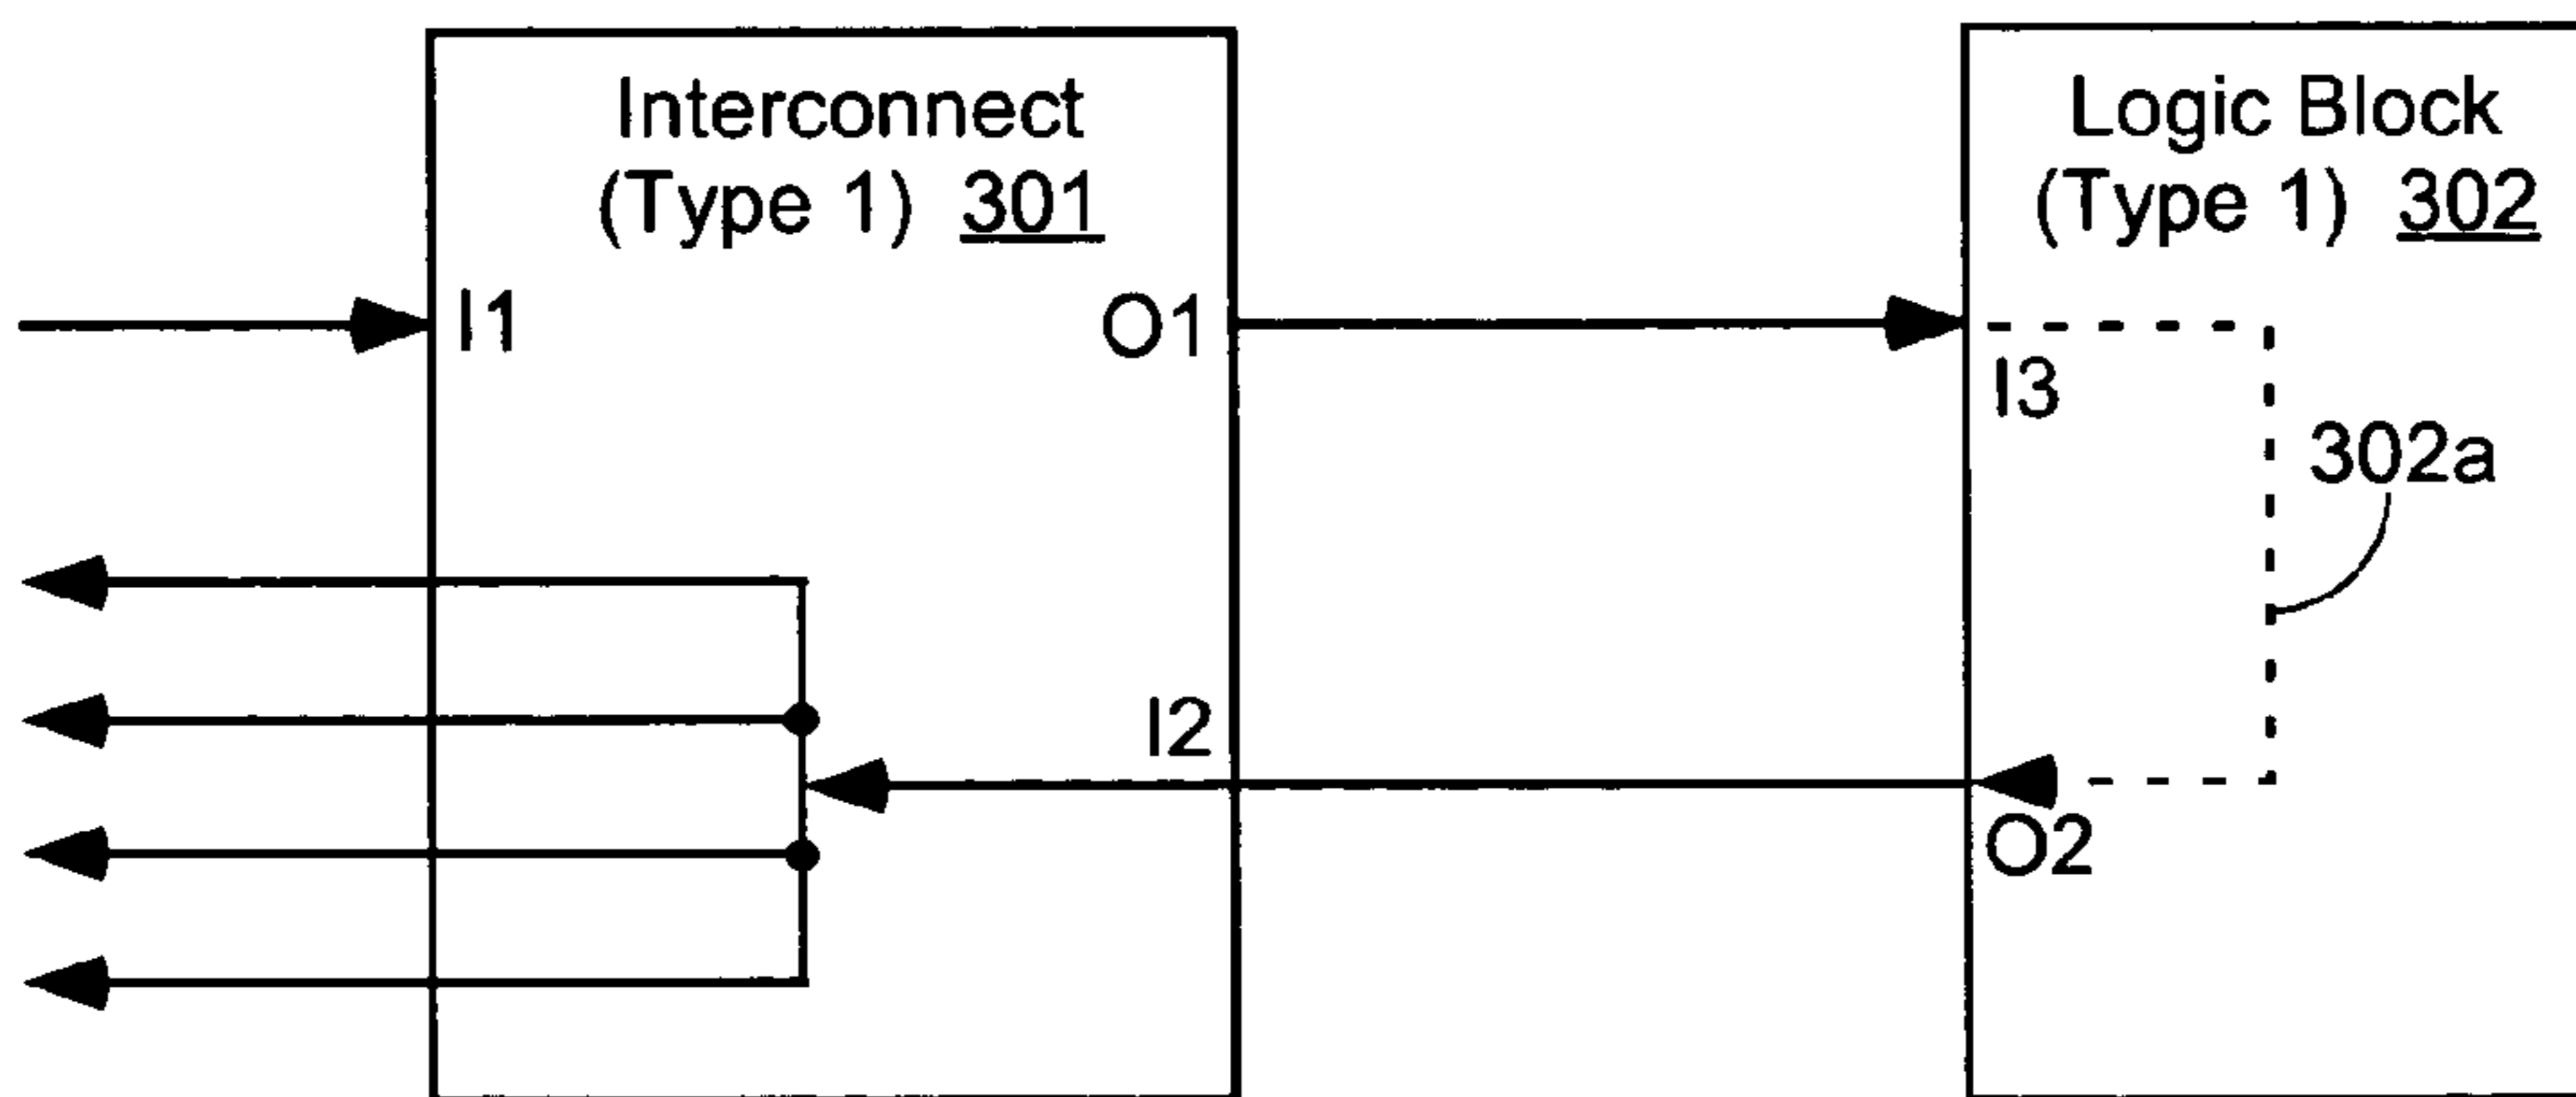 Interconnect
(Type 1) 301
Logic Block
(Type 1) 302
I1
O1
I3
302a
I2
O2